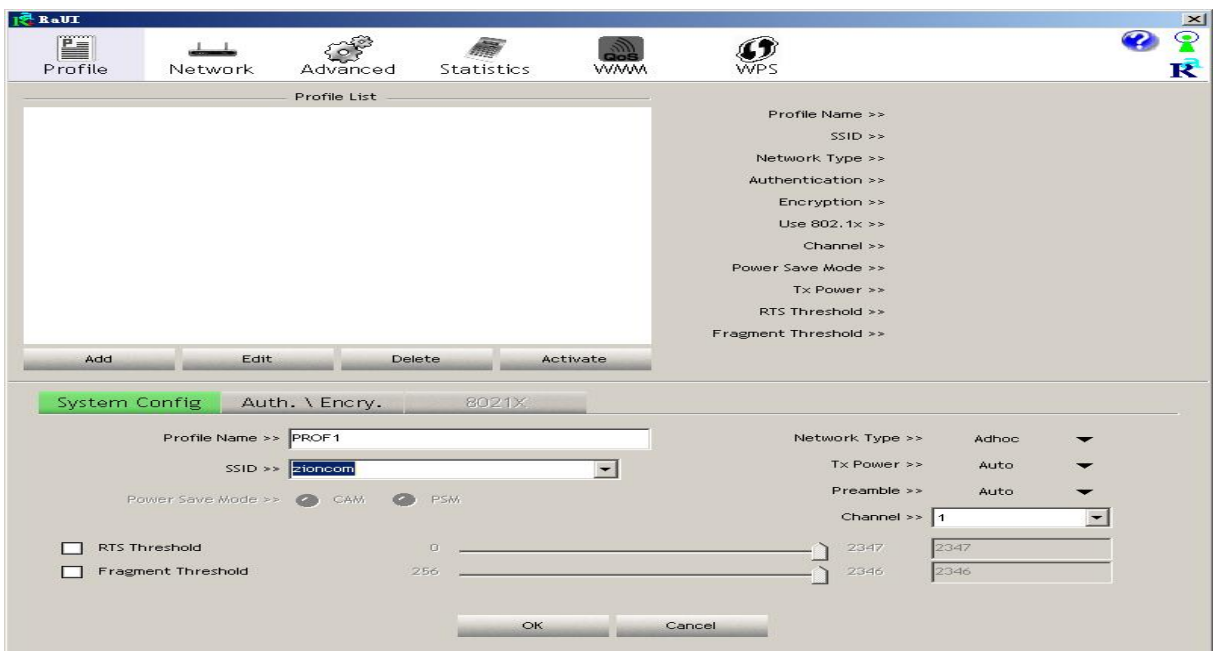 RaUI
Profile Network Advanced Statistics QoS WMM WPS
Profile List
Profile Name >>
SSID >>
Network Type >>
Authentication >>
Encryption >>
Use 802.1x >>
Channel >>
Power Save Mode >>
Tx Power >>
RTS Threshold >>
Fragment Threshold >>
Add Edit Delete Activate
System Config Auth. \ Encry. 8021X
Profile Name >> PROF1 Network Type >> Adhoc
SSID >> zioncom Tx Power >> Auto
Power Save Mode >> CAM PSM Preamble >> Auto
Channel >> 1
RTS Threshold 0 2347 2347
Fragment Threshold 256 2346 2346
OK Cancel